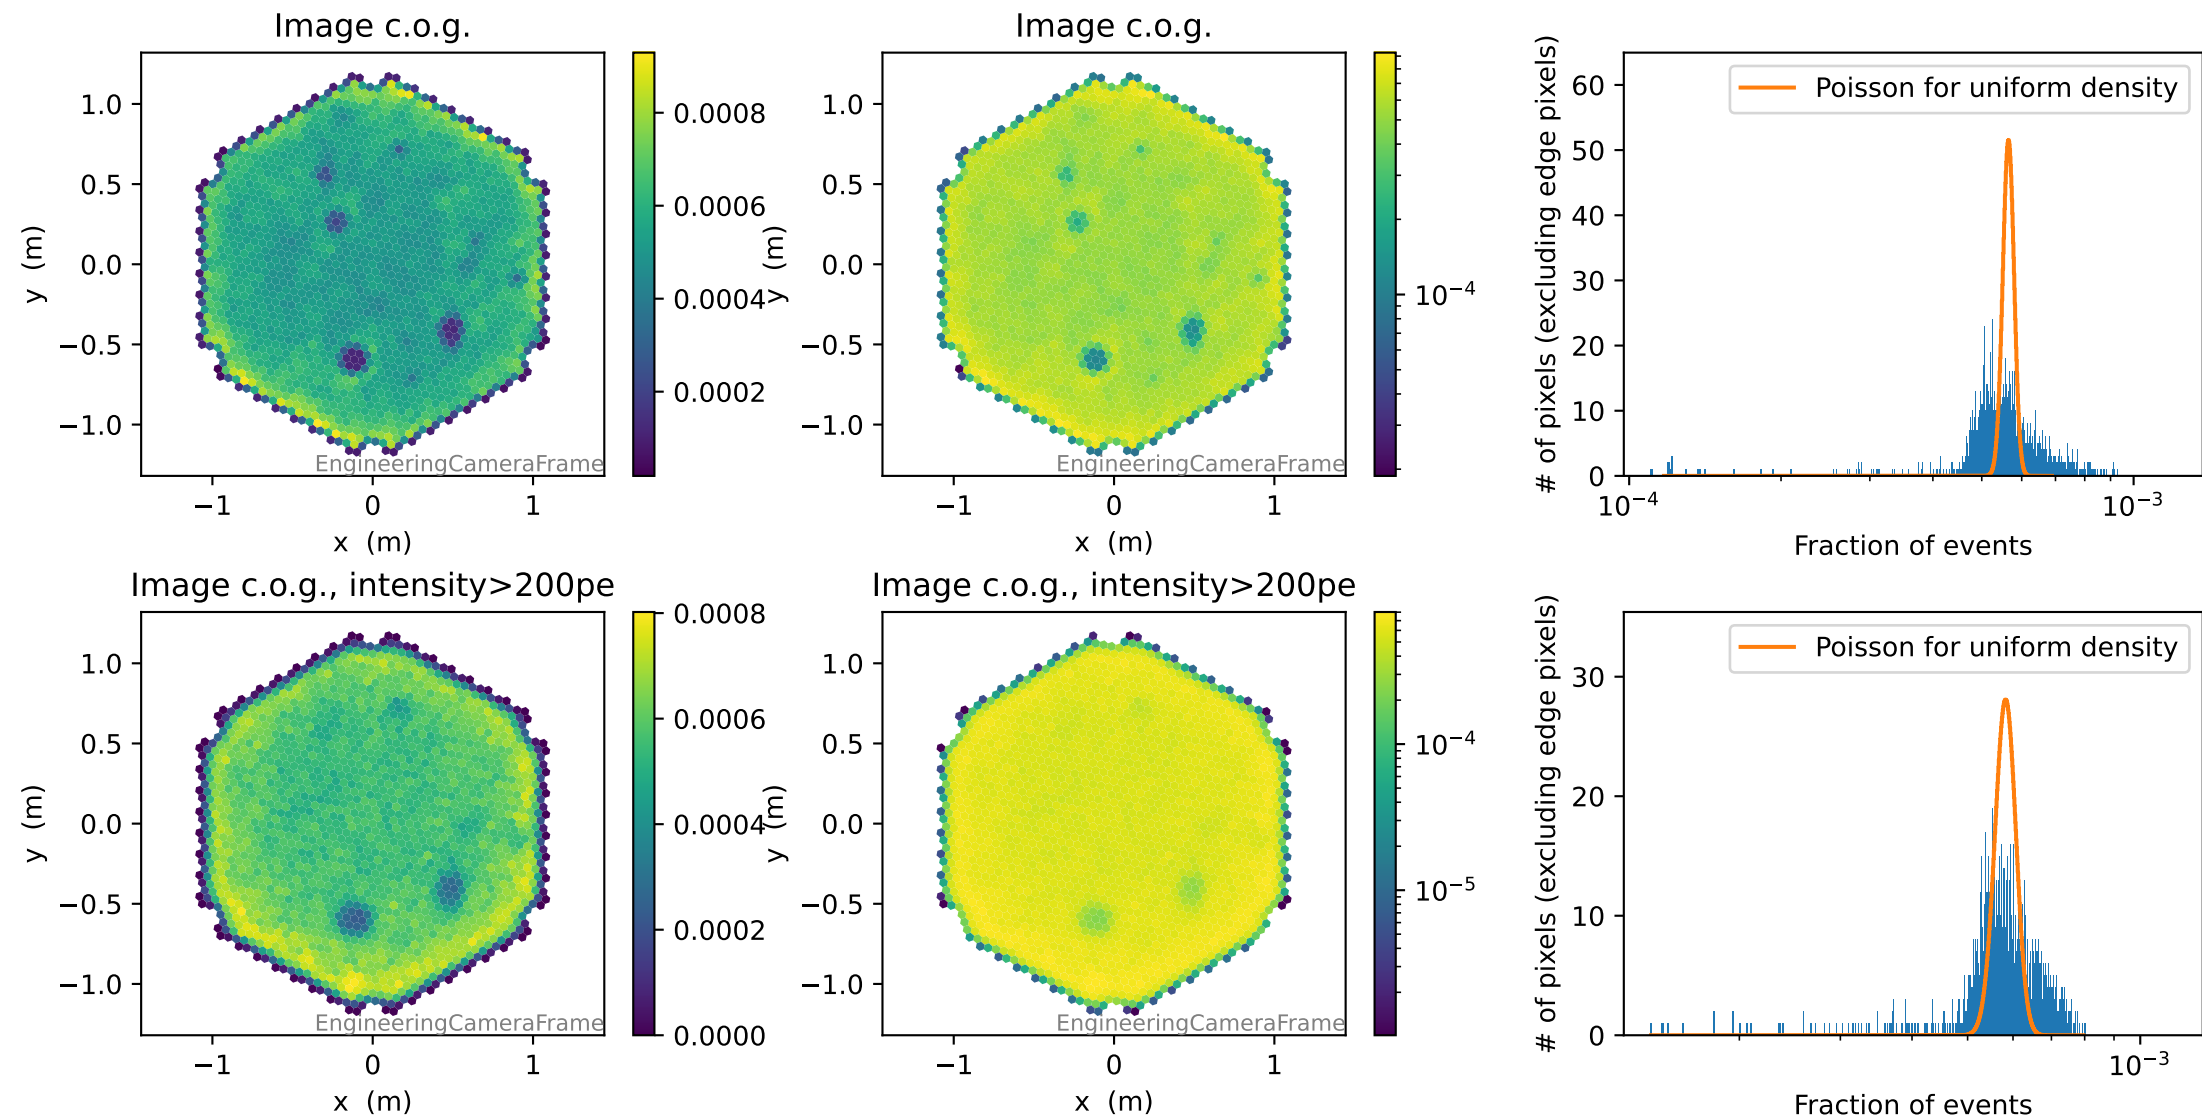 Image c.o.g.
1.0
0.5
0.0
−0.5
−1.0
y (m)
−1
0
1
x (m)
EngineeringCameraFrame
0.0008
0.0006
0.0004
0.0002
Image c.o.g.
1.0
0.5
0.0
−0.5
−1.0
y (m)
−1
0
1
x (m)
EngineeringCameraFrame
10⁻⁴
Poisson for uniform density
60
50
40
30
20
10
0
# of pixels (excluding edge pixels)
10⁻⁴
10⁻³
Fraction of events
Image c.o.g., intensity>200pe
1.0
0.5
0.0
−0.5
−1.0
y (m)
−1
0
1
x (m)
EngineeringCameraFrame
0.0008
0.0006
0.0004
0.0002
0.0000
Image c.o.g., intensity>200pe
1.0
0.5
0.0
−0.5
−1.0
y (m)
−1
0
1
x (m)
EngineeringCameraFrame
10⁻⁴
10⁻⁵
Poisson for uniform density
30
20
10
0
# of pixels (excluding edge pixels)
10⁻³
Fraction of events